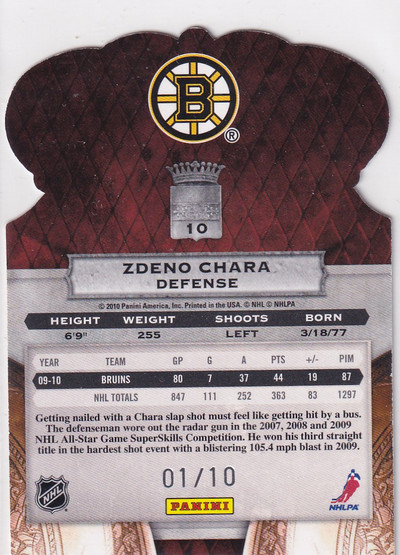 B
®
10
ZDENO CHARA
DEFENSE
© 2010 Panini America, Inc. Printed in the USA. © NHL © NHLPA
HEIGHT WEIGHT SHOOTS BORN
6'9" 255 LEFT 3/18/77
YEAR TEAM GP G A PTS +/- PIM
09-10 BRUINS 80 7 37 44 19 87
NHL TOTALS 847 111 252 363 83 1297
Getting nailed with a Chara slap shot must feel like getting hit by a bus.
The defenseman wore out the radar gun in the 2007, 2008 and 2009
NHL All-Star Game SuperSkills Competition. He won his third straight
title in the hardest shot event with a blistering 105.4 mph blast in 2009.
01/10
NHL
PANINI
NHLPA